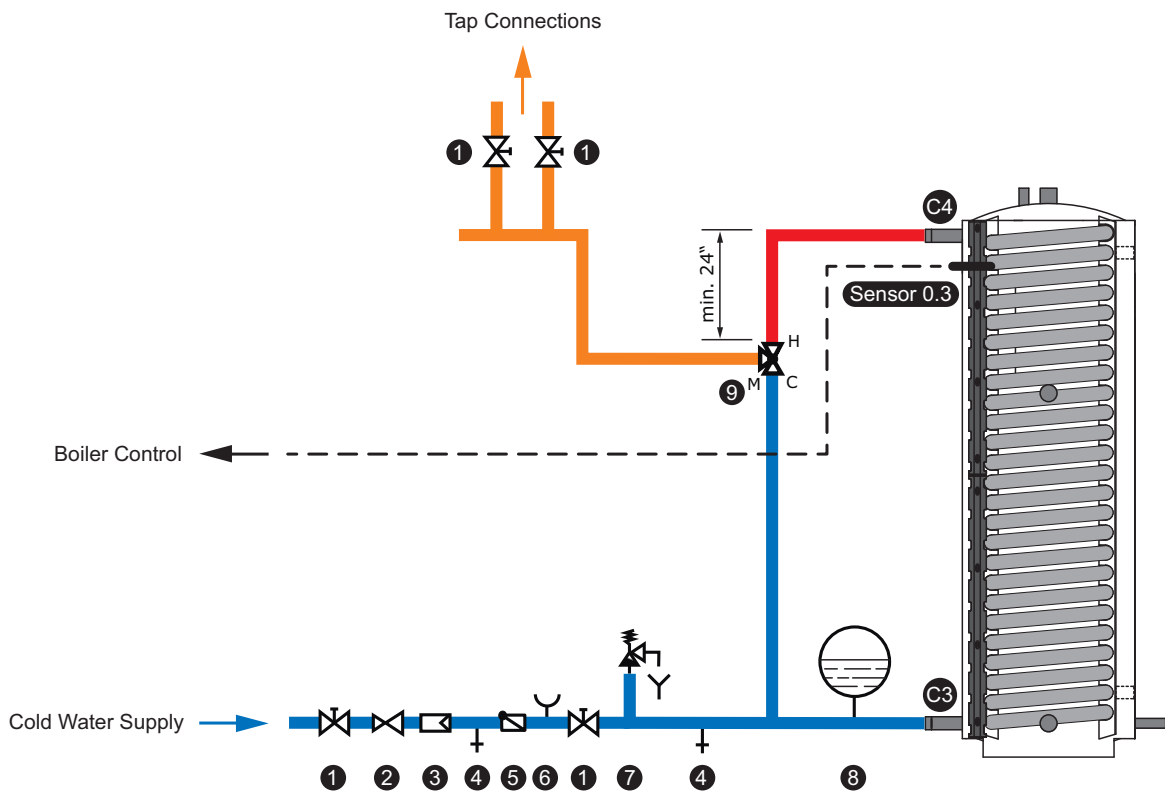 Tap Connections
1
1
C4
min. 24"
Sensor 0.3
H
M
C
9
Boiler Control
C3
Cold Water Supply
1
2
3
4
5
6
1
7
4
8